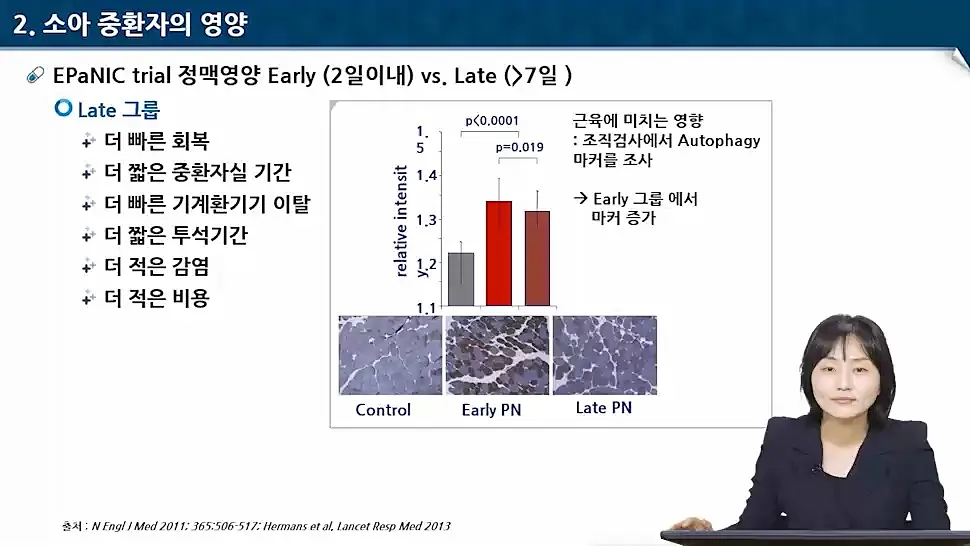 2. 소아 중환자의 영양
EPaNIC trial 정맥영양 Early (2일이내) vs. Late (>7일 )
Late 그룹
더 빠른 회복
더 짧은 중환자실 기간
더 빠른 기계환기기 이탈
더 짧은 투석기간
더 적은 감염
더 적은 비용
relative intensit
y
1.
5
1.4
1.3
1.2
1.1
p<0.0001
p=0.019
근육에 미치는 영향
: 조직검사에서 Autophagy
마커를 조사
→ Early 그룹 에서
마커 증가
Control
Early PN
Late PN
출처 : N Engl J Med 2011; 365:506-517; Hermans et al, Lancet Resp Med 2013